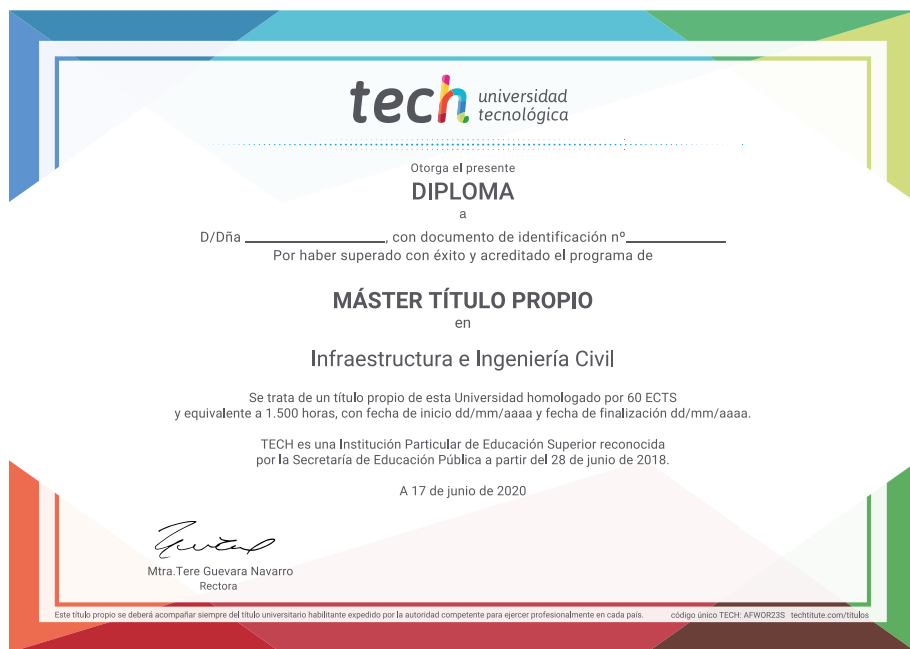 tech universidad
tecnológica
Otorga el presente
DIPLOMA
a
D/Dña ______________, con documento de identificación nº__________
Por haber superado con éxito y acreditado el programa de
MÁSTER TÍTULO PROPIO
en
Infraestructura e Ingeniería Civil
Se trata de un título propio de esta Universidad homologado por 60 ECTS
y equivalente a 1.500 horas, con fecha de inicio dd/mm/aaaa y fecha de finalización dd/mm/aaaa.
TECH es una Institución Particular de Educación Superior reconocida
por la Secretaría de Educación Pública a partir del 28 de junio de 2018.
A 17 de junio de 2020
Mtra.Tere Guevara Navarro
Rectora
Este título propio se deberá acompañar siempre del título universitario habilitante expedido por la autoridad competente para ejercer profesionalmente en cada país. código único TECH: AFWOR23S techtitute.com/titulos